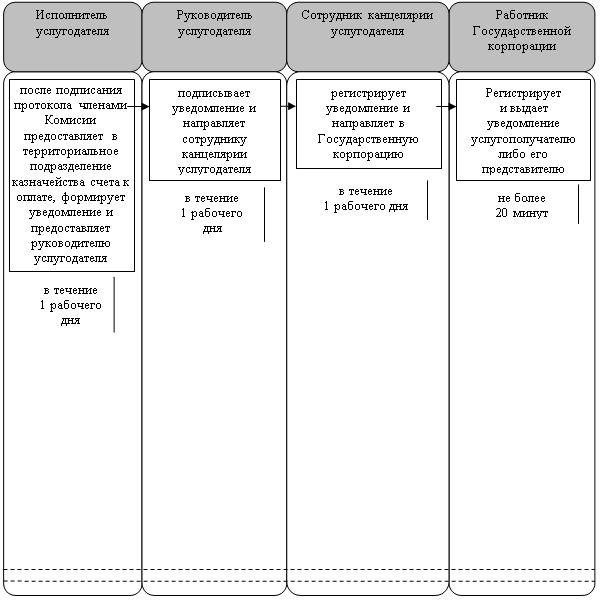 Исполнитель
услугодателя
Руководитель
услугодателя
Сотрудник канцелярии
услугодателя
Работник
Государственной
корпорации
после подписания
протокола членами
Комисии
предоставляет в
территориальное
подразделение
казначейства счета к
оплате, формирует
уведомление и
предоставляет
руководителю
услугодателя
в течение
1 рабочего
дня
подписывает
уведомление и
направляет
сотруднику
канцелярии
услугодателя
в течение
1 рабочего
дня
регистрирует
уведомление и
направляет в
Государственную
корпорацию
в течение
1 рабочего дня
Регистрирует
и выдает
уведомление
услугополучателю
либо его
представителю
не более
20 минут